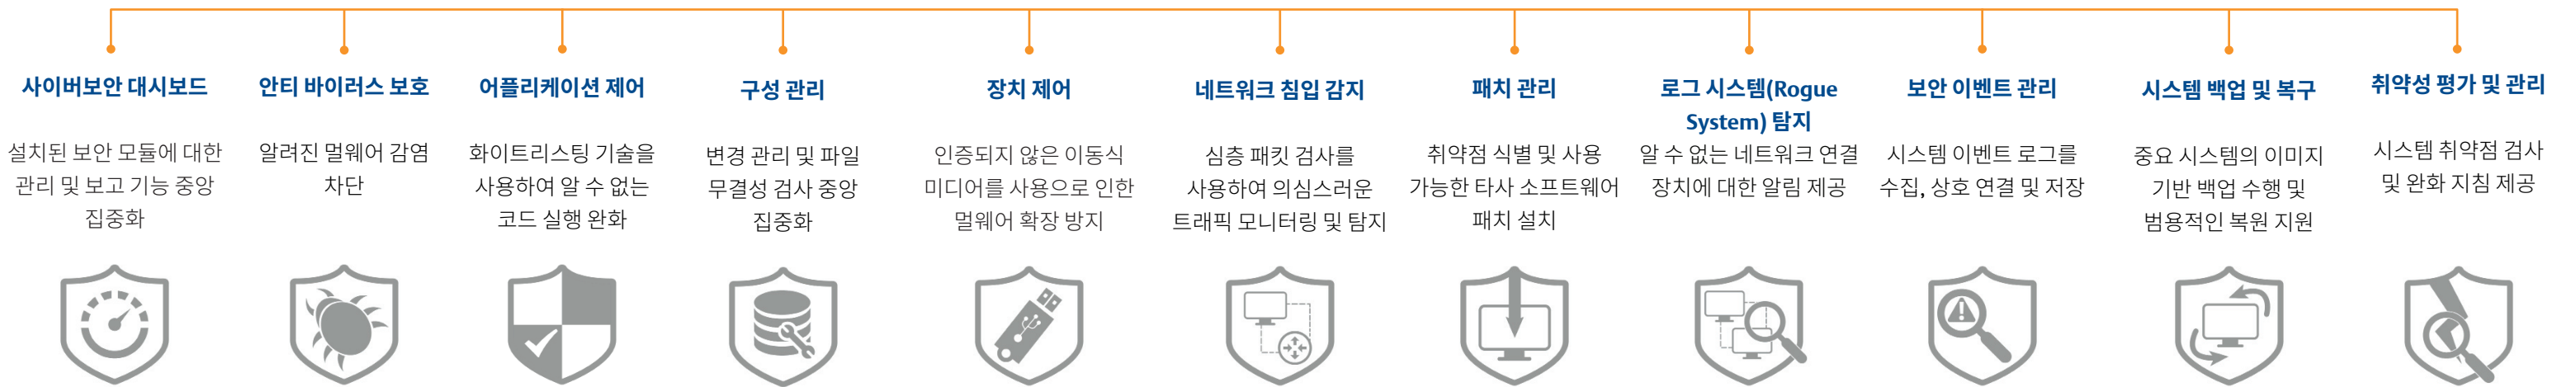 사이버보안 대시보드
설치된 보안 모듈에 대한
관리 및 보고 기능 중앙
집중화
안티 바이러스 보호
알려진 멀웨어 감염
차단
어플리케이션 제어
화이트리스팅 기술을
사용하여 알 수 없는
코드 실행 완화
구성 관리
변경 관리 및 파일
무결성 검사 중앙
집중화
장치 제어
인증되지 않은 이동식
미디어를 사용으로 인한
멀웨어 확장 방지
네트워크 침입 감지
심층 패킷 검사를
사용하여 의심스러운
트래픽 모니터링 및 탐지
패치 관리
취약점 식별 및 사용
가능한 타사 소프트웨어
패치 설치
로그 시스템(Rogue
System) 탐지
알 수 없는 네트워크 연결
장치에 대한 알림 제공
보안 이벤트 관리
시스템 이벤트 로그를
수집, 상호 연결 및 저장
시스템 백업 및 복구
중요 시스템의 이미지
기반 백업 수행 및
범용적인 복원 지원
취약성 평가 및 관리
시스템 취약점 검사
및 완화 지침 제공